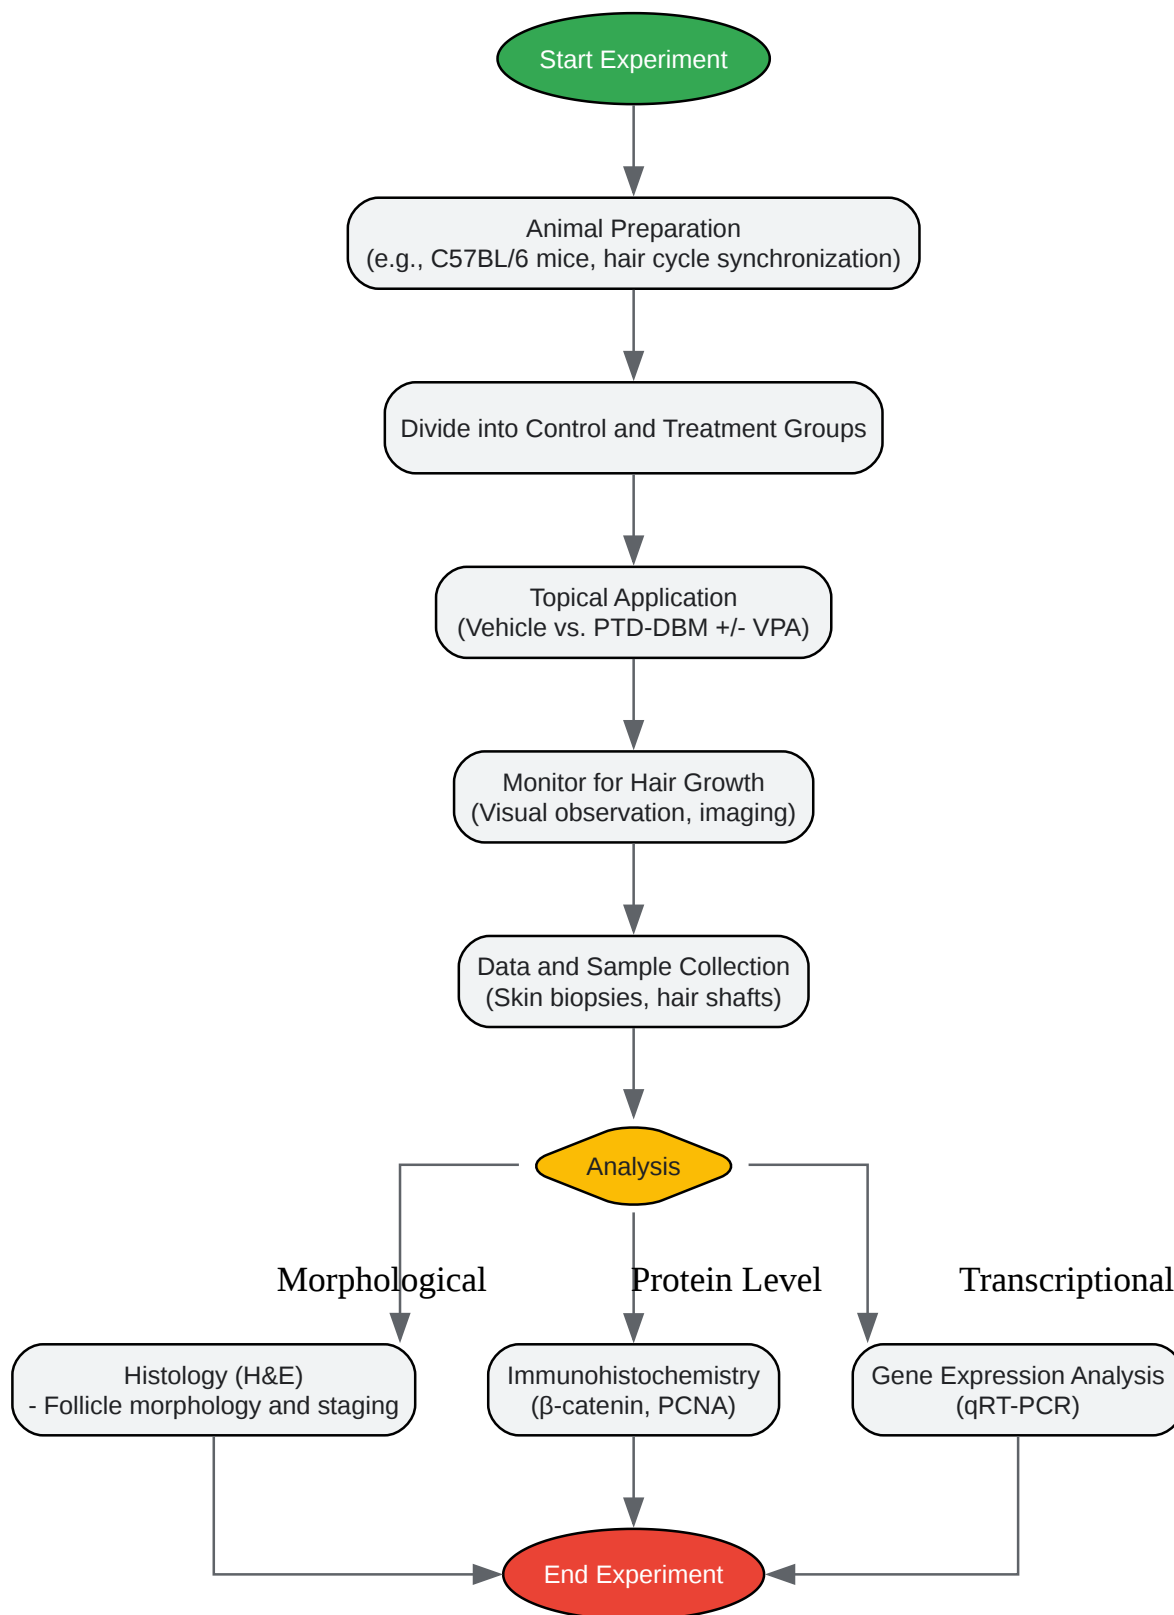 Start Experiment
Animal Preparation
(e.g., C57BL/6 mice, hair cycle synchronization)
Divide into Control and Treatment Groups
Topical Application
(Vehicle vs. PTD-DBM +/- VPA)
Monitor for Hair Growth
(Visual observation, imaging)
Data and Sample Collection
(Skin biopsies, hair shafts)
Analysis
Morphological
Protein Level
Transcriptional
Histology (H&E)
- Follicle morphology and staging
Immunohistochemistry
(β-catenin, PCNA)
Gene Expression Analysis
(qRT-PCR)
End Experiment